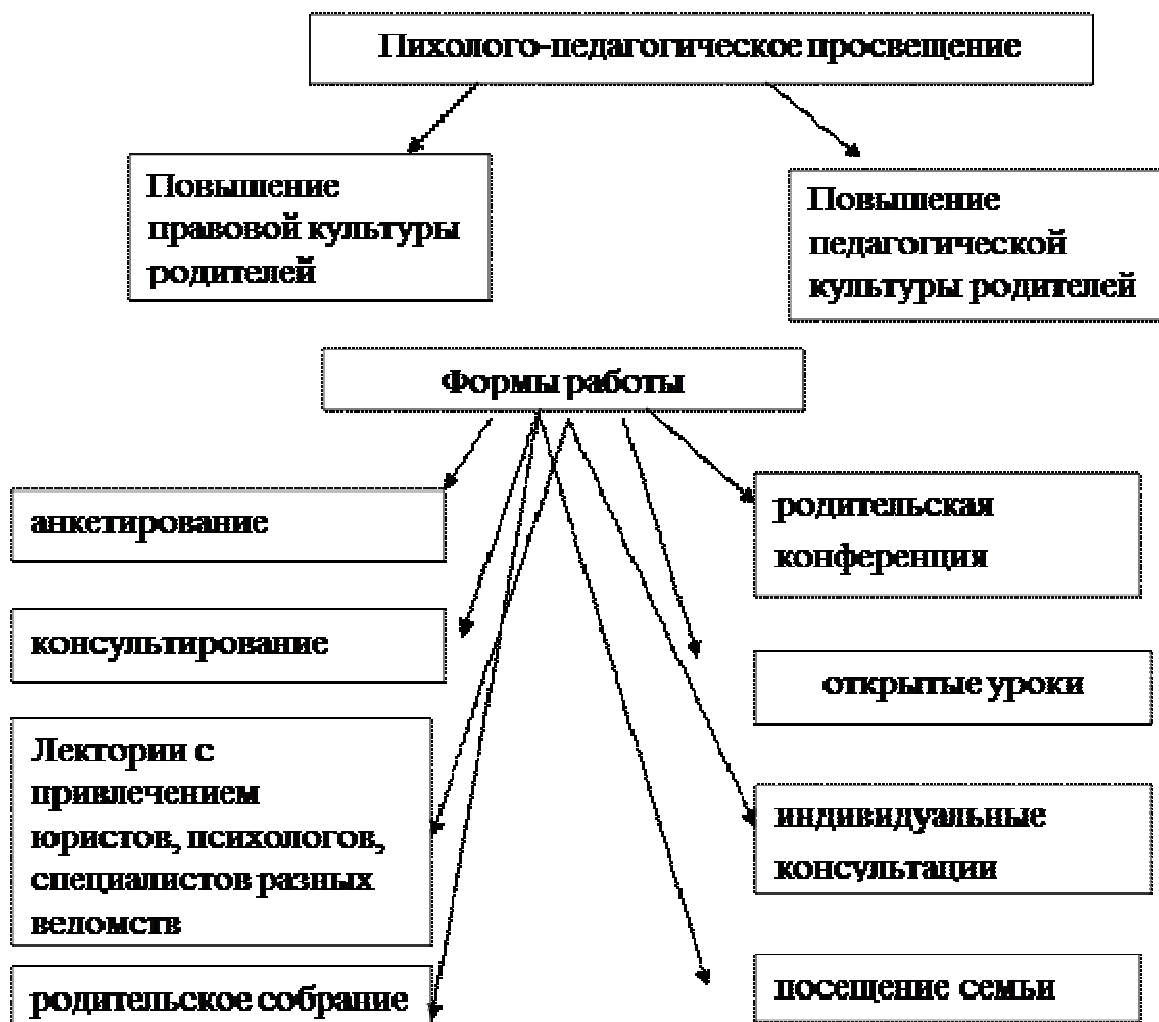 Пихолого-педагогическое просвещение
Повышение
правовой культуры
родителей
Повышение
педагогической
культуры родителей
Формы работы
анкетирование
консультирование
Лектории с
привлечением
юристов, психологов,
специалистов разных
ведомств
родительское собрание
родительская
конференция
открытые уроки
индивидуальные
консультации
посещение семьи